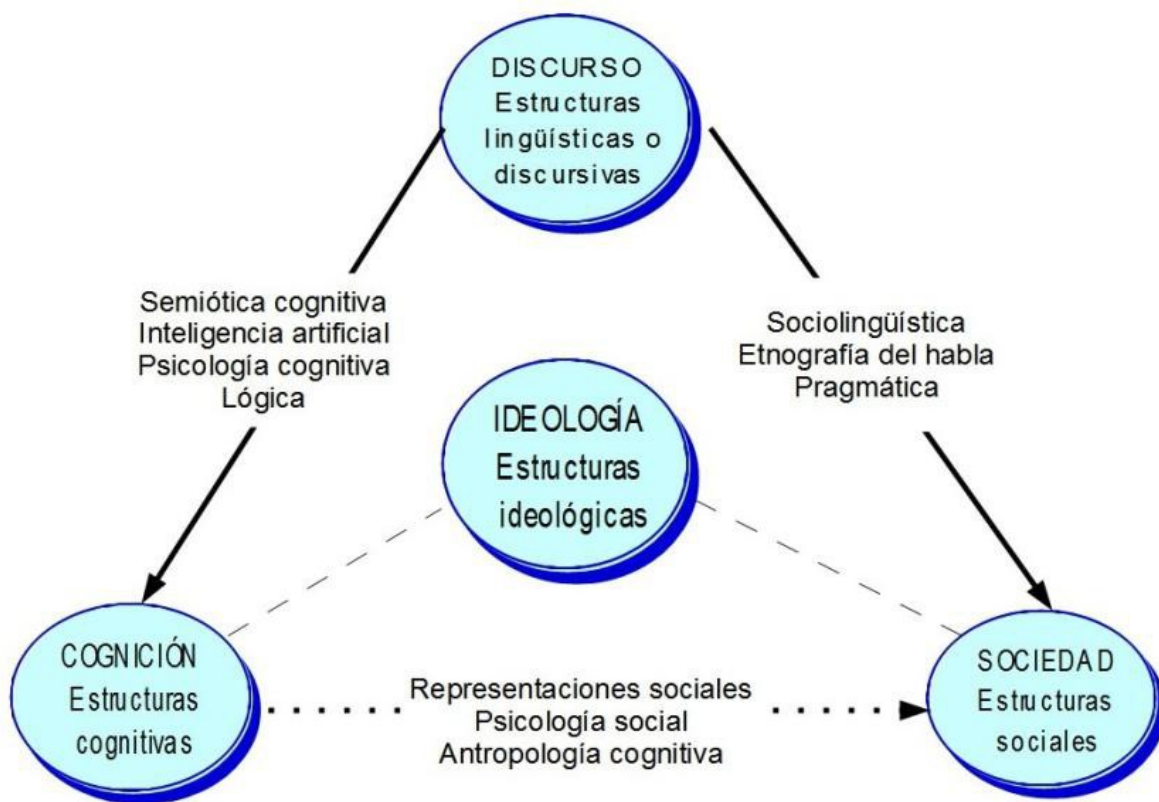 DISCURSO
Estructuras
lingüísticas o
discursivas
Semiótica cognitiva
Inteligencia artificial
Psicología cognitiva
Lógica
Sociolingüística
Etnografía del habla
Pragmática
IDEOLOGÍA
Estructuras
ideológicas
COGNICIÓN
Estructuras
cognitivas
Representaciones sociales
Psicología social
Antropología cognitiva
SOCIEDAD
Estructuras
sociales